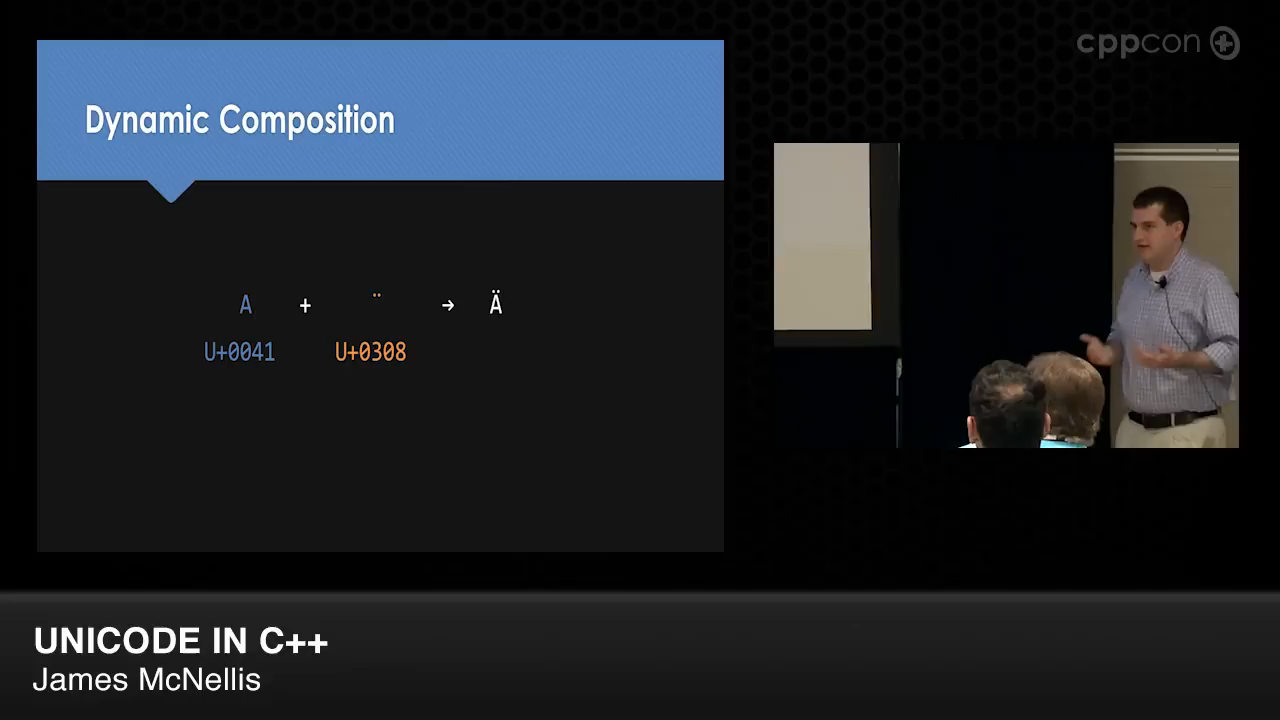 cppcon
Dynamic Composition
A + ¨ → Ä
U+0041 U+0308
UNICODE IN C++
James McNellis